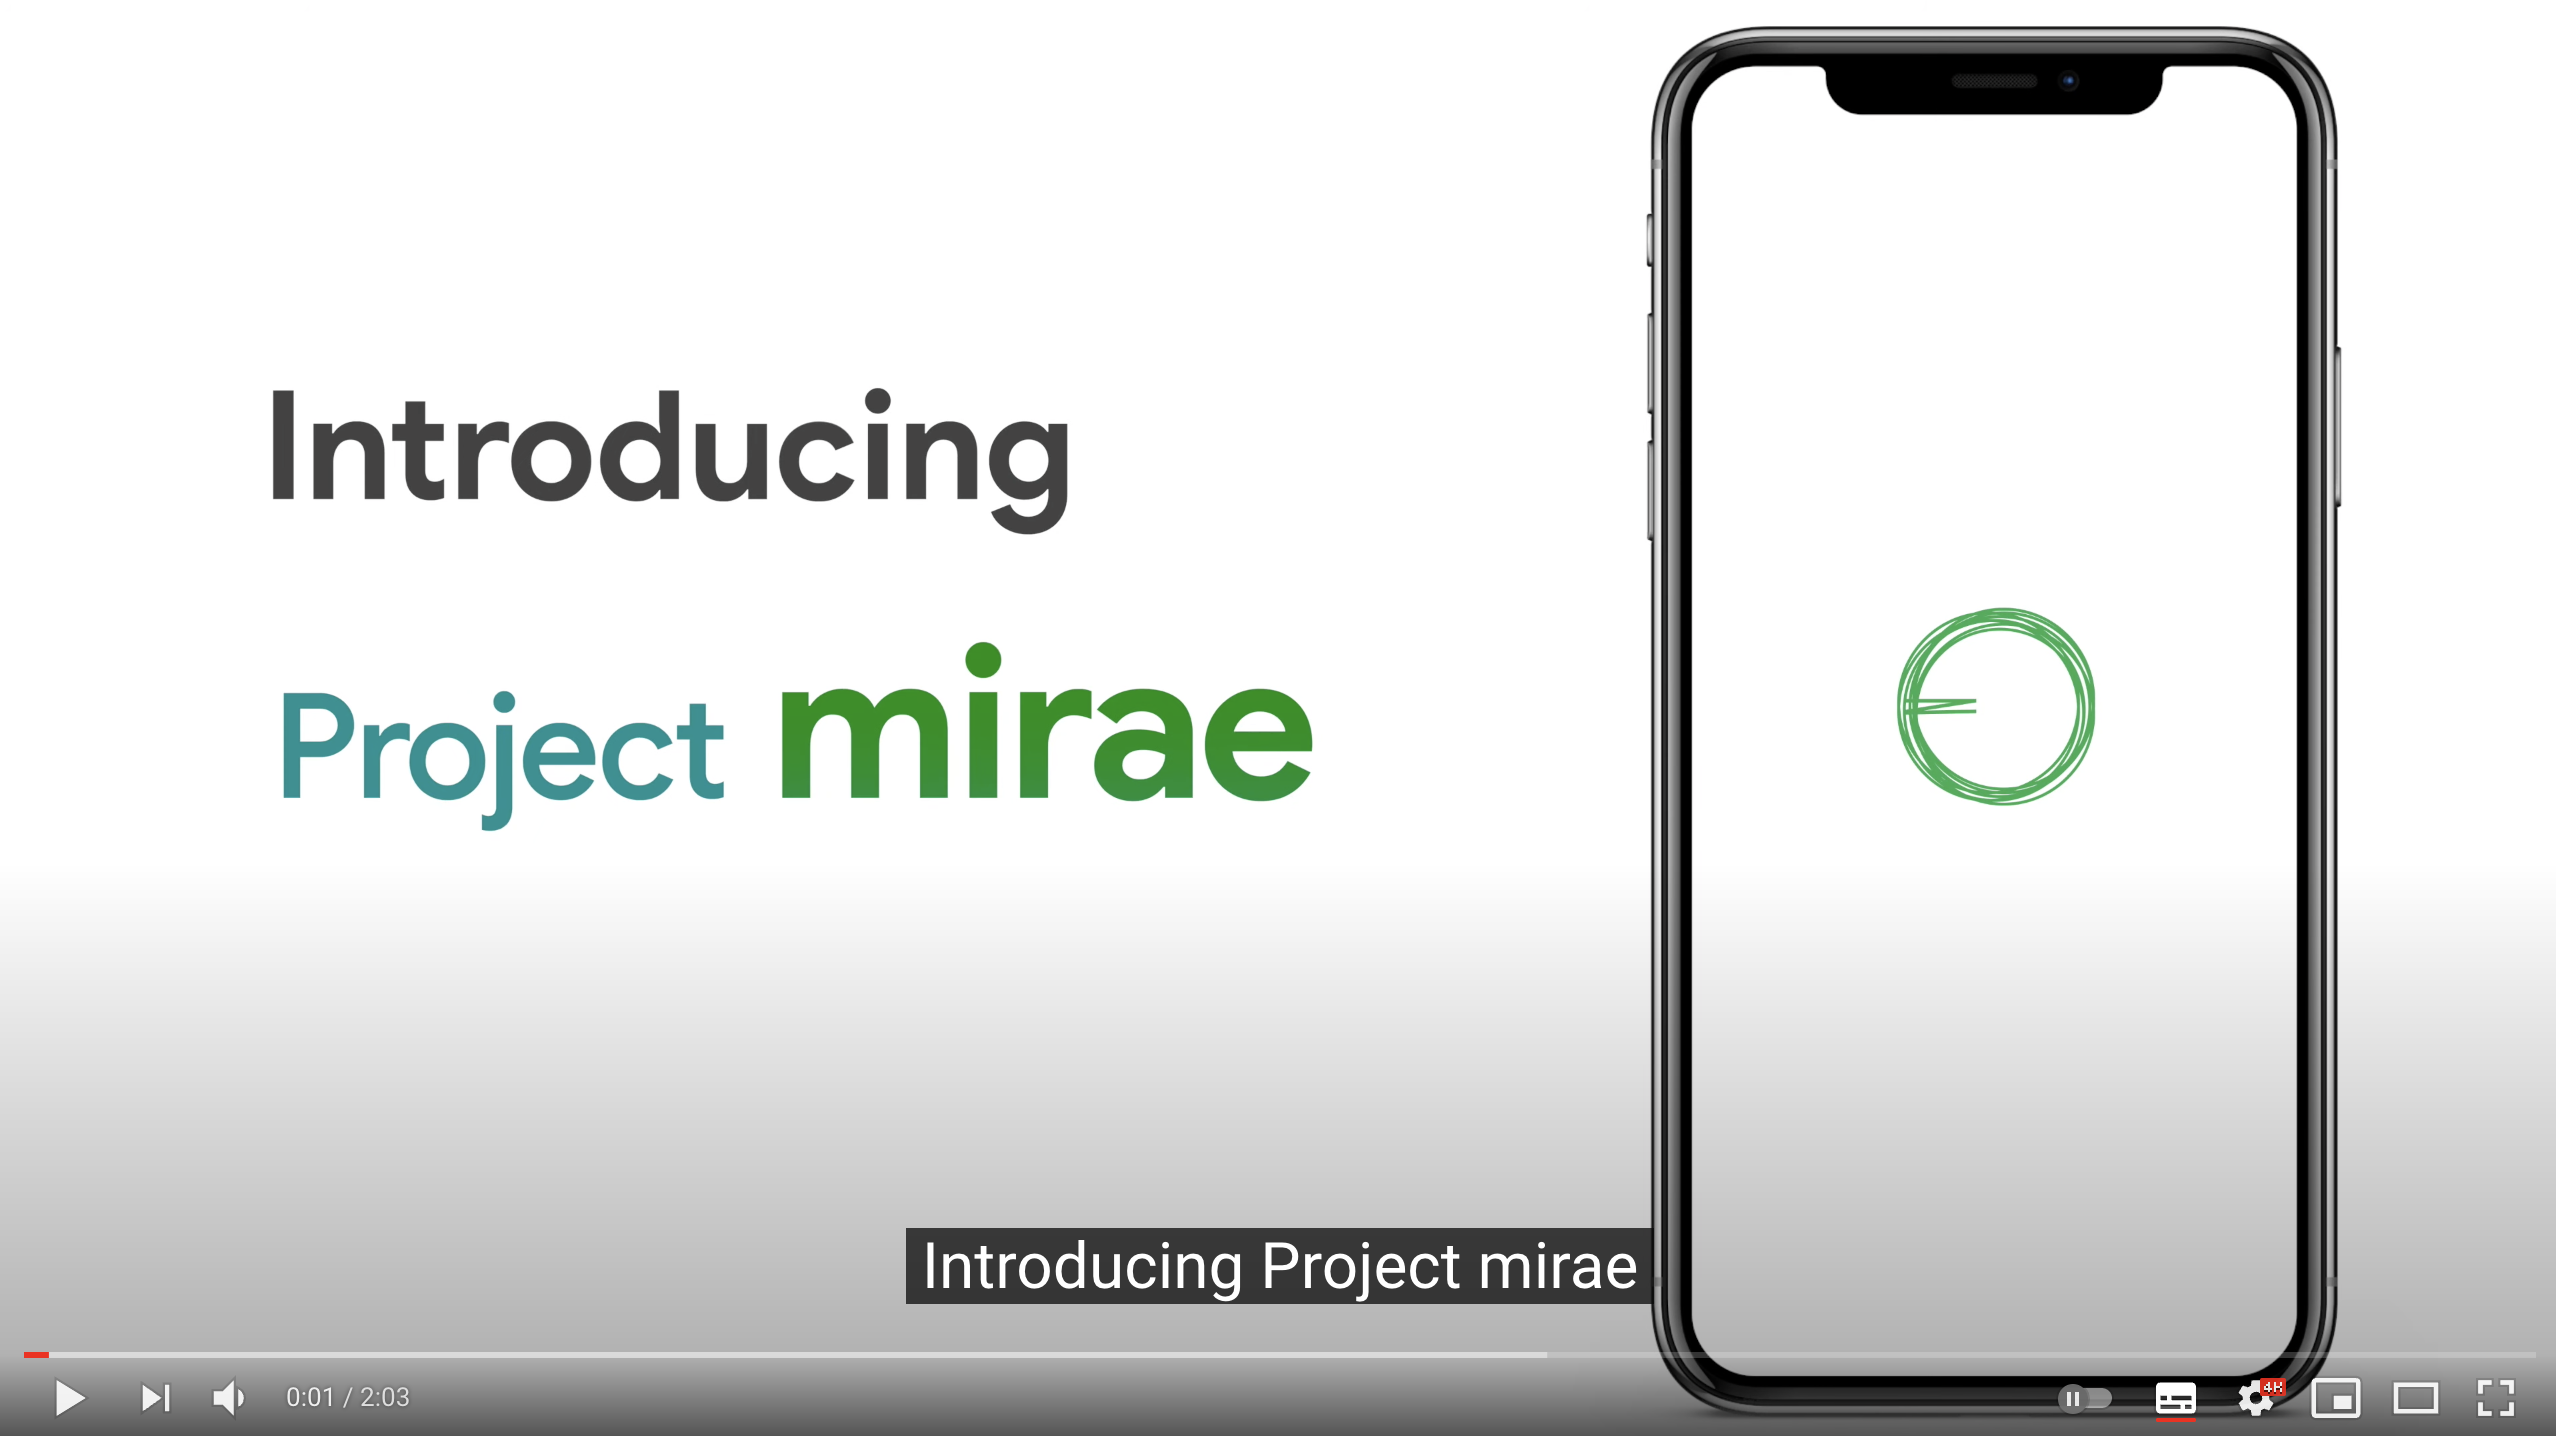 Introducing
Project mirae
Introducing Project mirae
0:01 / 2:03
4K